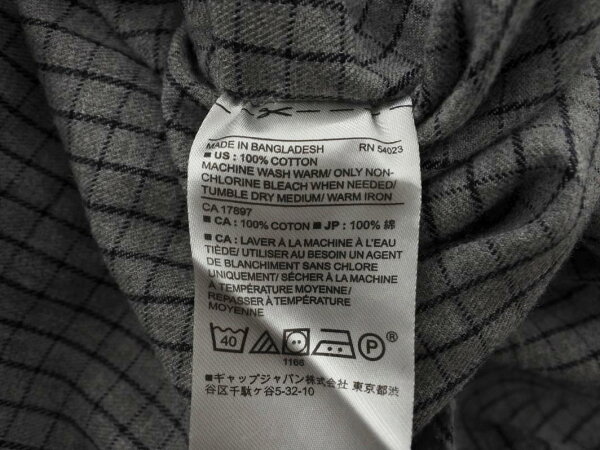 MADE IN BANGLADESH RN 54023
■ US : 100% COTTON
MACHINE WASH WARM/ ONLY NON-
CHLORINE BLEACH WHEN NEEDED/
TUMBLE DRY MEDIUM/ WARM IRON
CA 17897
■ CA : 100% COTTON ■ JP : 100% 綿
■ CA : LAVER À LA MACHINE À L'EAU
TIÈDE/ UTILISER AU BESOIN UN AGENT
DE BLANCHIMENT SANS CHLORE
UNIQUEMENT/ SÉCHER À LA MACHINE
À TEMPÉRATURE MOYENNE/
REPASSER À TEMPÉRATURE
MOYENNE
40 P ®
1166
■ギャップジャパン株式会社 東京都渋
谷区千駄ケ谷5-32-10